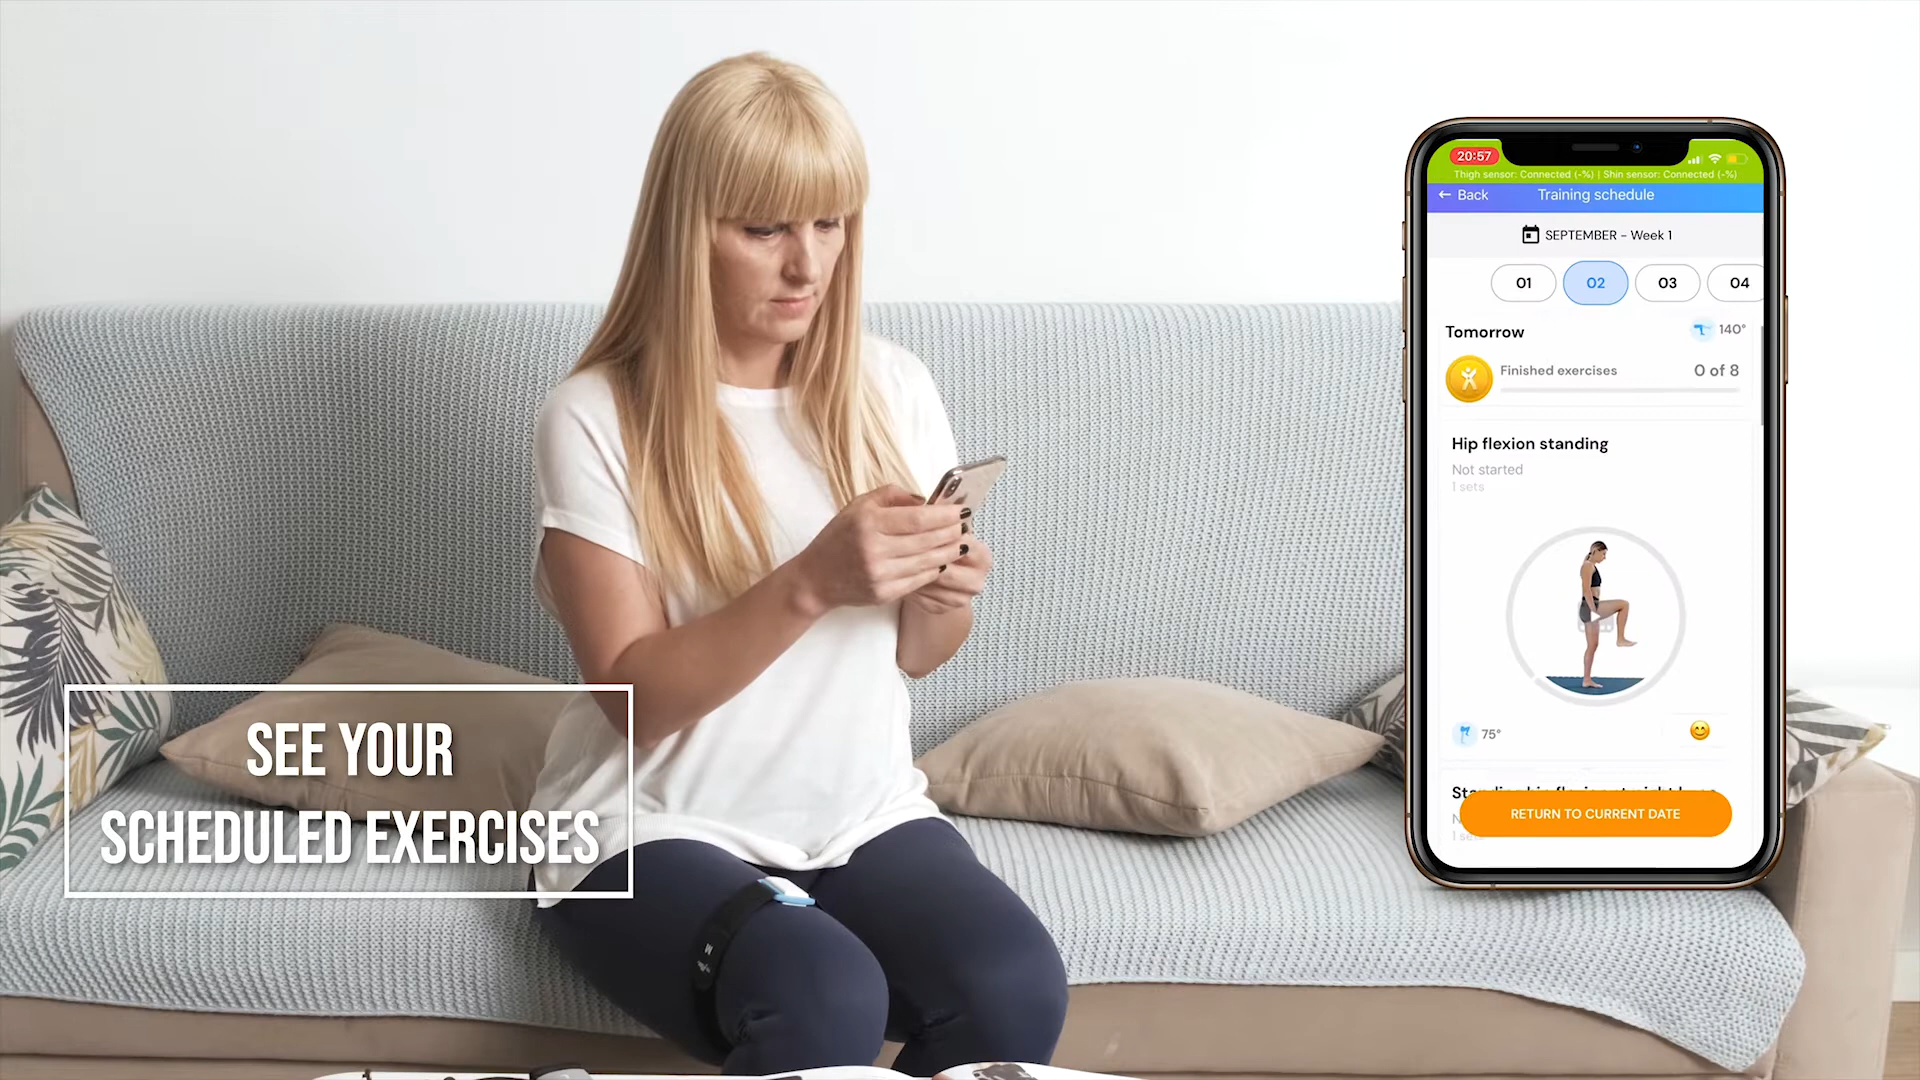 SEE YOUR
SCHEDULED EXERCISES
20:57
Thigh sensor: Connected (-%) | Shin sensor: Connected (-%)
← Back Training schedule
SEPTEMBER - Week 1
01 02 03 04
Tomorrow 140°
Finished exercises 0 of 8
Hip flexion standing
Not started
1 sets
75°
RETURN TO CURRENT DATE
M